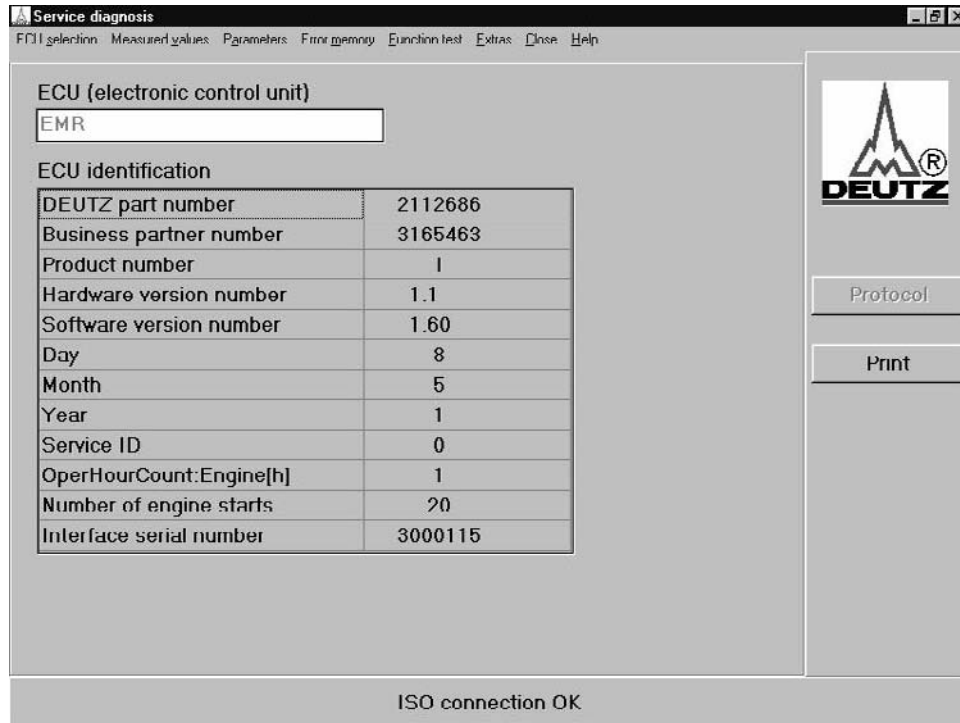 Service diagnosis
ECU selection Measured values Parameters Error memory Function test Extras Close Help
ECU (electronic control unit)
EMR
ECU identification
DEUTZ part number 2112686
Business partner number 3165463
Product number I
Hardware version number 1.1
Software version number 1.60
Day 8
Month 5
Year 1
Service ID 0
OperHourCount:Engine[h] 1
Number of engine starts 20
Interface serial number 3000115
®
DEUTZ
Protocol
Print
ISO connection OK